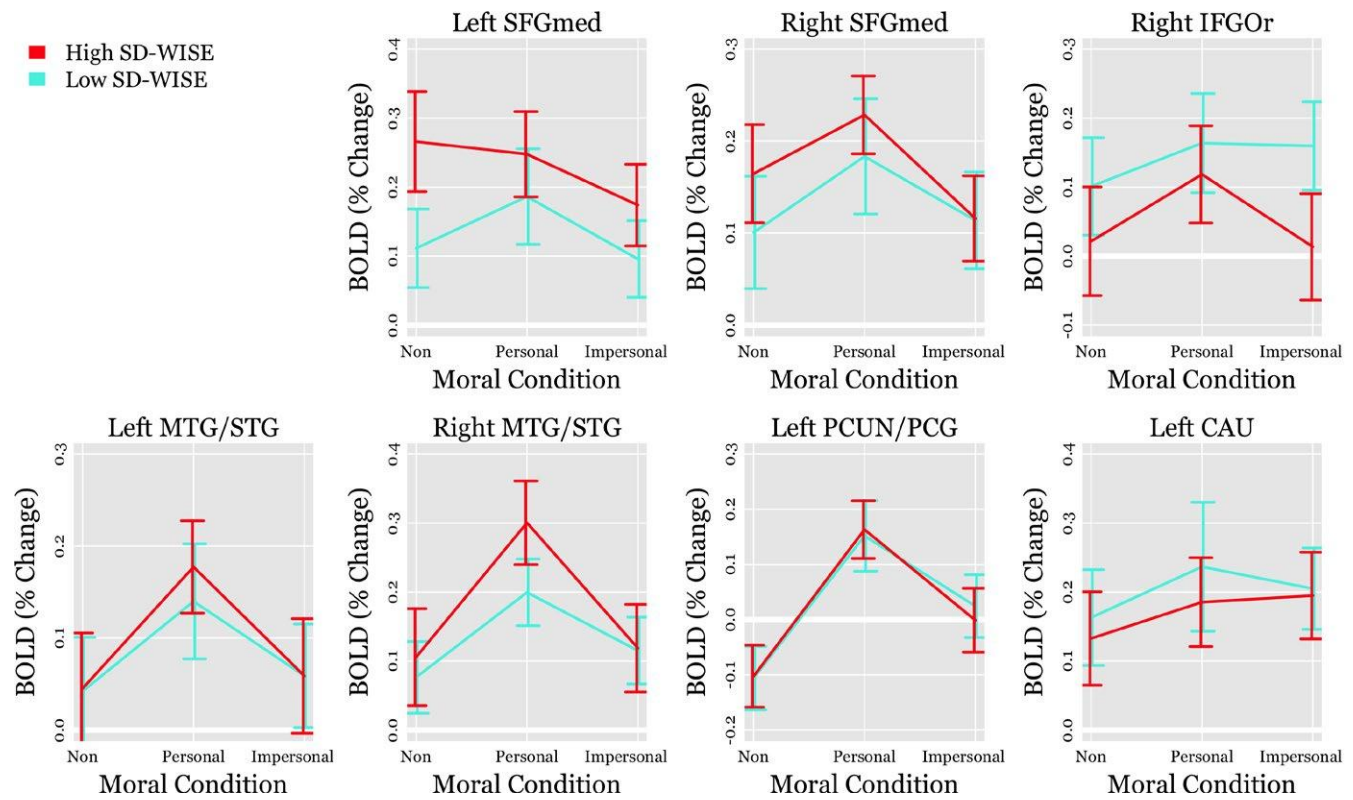 High SD-WISE
Low SD-WISE
Left SFGmed
BOLD (% Change)
0.4
0.3
0.2
0.1
0.0
Non Personal Impersonal
Moral Condition
Right SFGmed
BOLD (% Change)
0.3
0.2
0.1
0.0
Non Personal Impersonal
Moral Condition
Right IFGOr
BOLD (% Change)
0.3
0.2
0.1
0.0
-0.1
Non Personal Impersonal
Moral Condition
Left MTG/STG
BOLD (% Change)
0.3
0.2
0.1
0.0
Non Personal Impersonal
Moral Condition
Right MTG/STG
BOLD (% Change)
0.4
0.3
0.2
0.1
0.0
Non Personal Impersonal
Moral Condition
Left PCUN/PCG
BOLD (% Change)
0.3
0.2
0.1
0.0
-0.1
-0.2
Non Personal Impersonal
Moral Condition
Left CAU
BOLD (% Change)
0.4
0.3
0.2
0.1
0.0
Non Personal Impersonal
Moral Condition